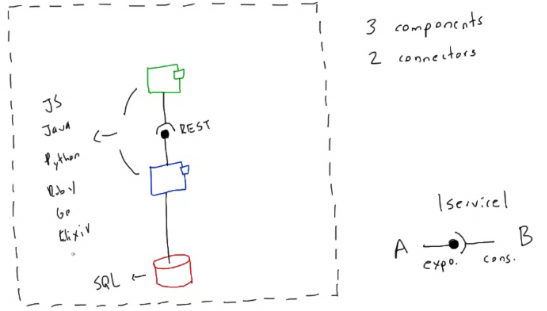 3 components
2 connectors
JS
Java
Python
Ruby
Go
Elixir
REST
SQL
|service|
A
B
expo.
cons.